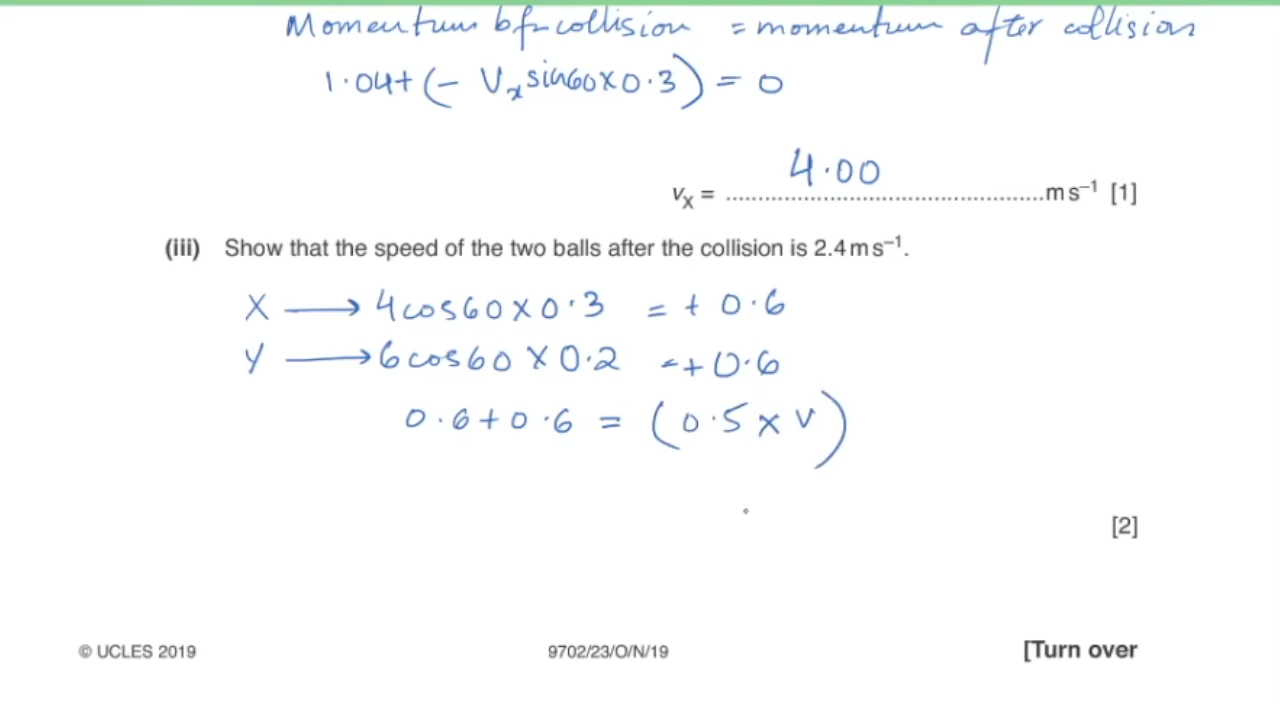 Momentum bfr collision = momentum after collision
1.04+ (- Vx sin60×0.3) = 0
4.00
vX = ................................................ m s⁻¹ [1]
(iii) Show that the speed of the two balls after the collision is 2.4 m s⁻¹.
X ⟶ 4cos60×0.3 = + 0.6
Y ⟶ 6cos60 × 0.2 = +0.6
0.6+0.6 = (0.5 × v)
[2]
© UCLES 2019 9702/23/O/N/19 [Turn over